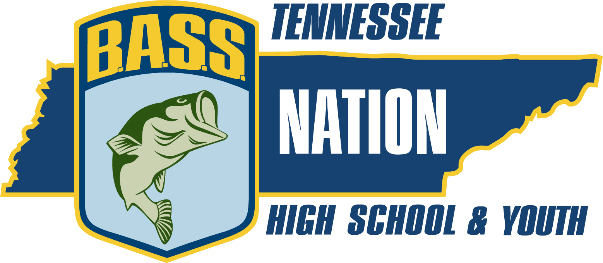 B.A.S.S.
TENNESSEE
NATION
HIGH SCHOOL & YOUTH